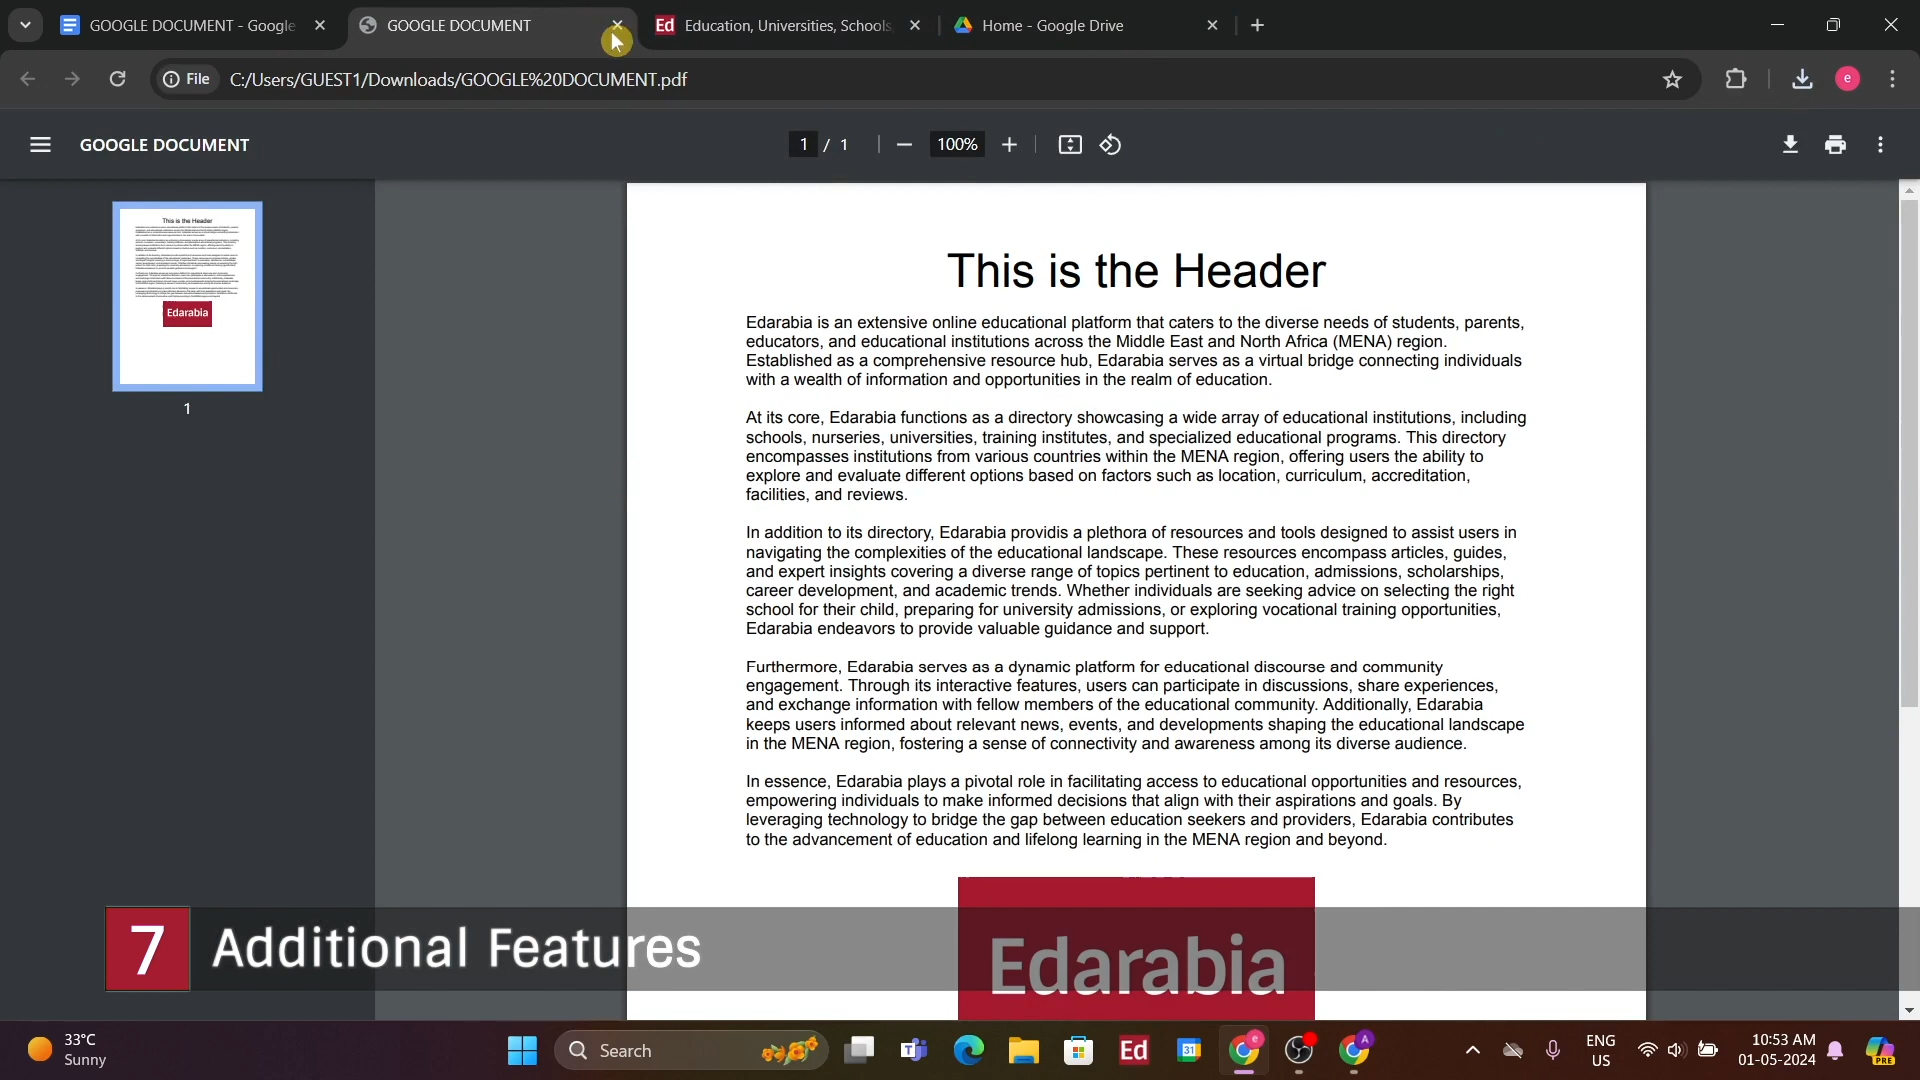 GOOGLE DOCUMENT - Google
GOOGLE DOCUMENT
Ed Education, Universities, Schools,
Home - Google Drive
File C:/Users/GUEST1/Downloads/GOOGLE%20DOCUMENT.pdf
e
GOOGLE DOCUMENT
1 / 1
100%
This is the Header
Edarabia
1
This is the Header
Edarabia is an extensive online educational platform that caters to the diverse needs of students, parents,
educators, and educational institutions across the Middle East and North Africa (MENA) region.
Established as a comprehensive resource hub, Edarabia serves as a virtual bridge connecting individuals
with a wealth of information and opportunities in the realm of education.
At its core, Edarabia functions as a directory showcasing a wide array of educational institutions, including
schools, nurseries, universities, training institutes, and specialized educational programs. This directory
encompasses institutions from various countries within the MENA region, offering users the ability to
explore and evaluate different options based on factors such as location, curriculum, accreditation,
facilities, and reviews.
In addition to its directory, Edarabia providis a plethora of resources and tools designed to assist users in
navigating the complexities of the educational landscape. These resources encompass articles, guides,
and expert insights covering a diverse range of topics pertinent to education, admissions, scholarships,
career development, and academic trends. Whether individuals are seeking advice on selecting the right
school for their child, preparing for university admissions, or exploring vocational training opportunities,
Edarabia endeavors to provide valuable guidance and support.
Furthermore, Edarabia serves as a dynamic platform for educational discourse and community
engagement. Through its interactive features, users can participate in discussions, share experiences,
and exchange information with fellow members of the educational community. Additionally, Edarabia
keeps users informed about relevant news, events, and developments shaping the educational landscape
in the MENA region, fostering a sense of connectivity and awareness among its diverse audience.
In essence, Edarabia plays a pivotal role in facilitating access to educational opportunities and resources,
empowering individuals to make informed decisions that align with their aspirations and goals. By
leveraging technology to bridge the gap between education seekers and providers, Edarabia contributes
to the advancement of education and lifelong learning in the MENA region and beyond.
Edarabia
7 Additional Features
33°C
Sunny
Search
Ed
31
e
A
ENG
US
10:53 AM
01-05-2024
PRE